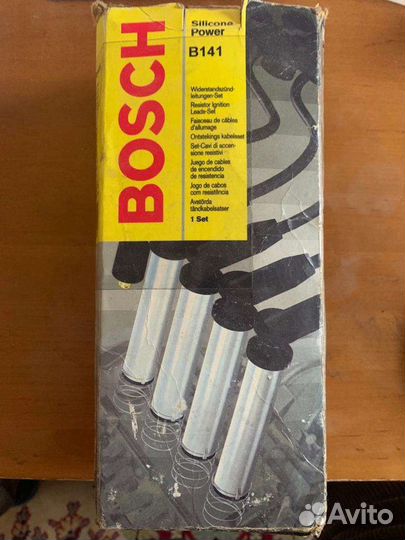 BOSCH
Silicone
Power
B141
Widerstandszünd-
leitungen-Set
Resistor Ignition
Leads-Set
Faisceau de câbles
d'allumage
Ontstekings kabelsset
Set-Cavi di accen-
sione resistivi
Juego de cables
de encendido
de resistencia
Jogo de cabos
com resistência
Avstörda
tändkabelsatser
1 Set
Avito